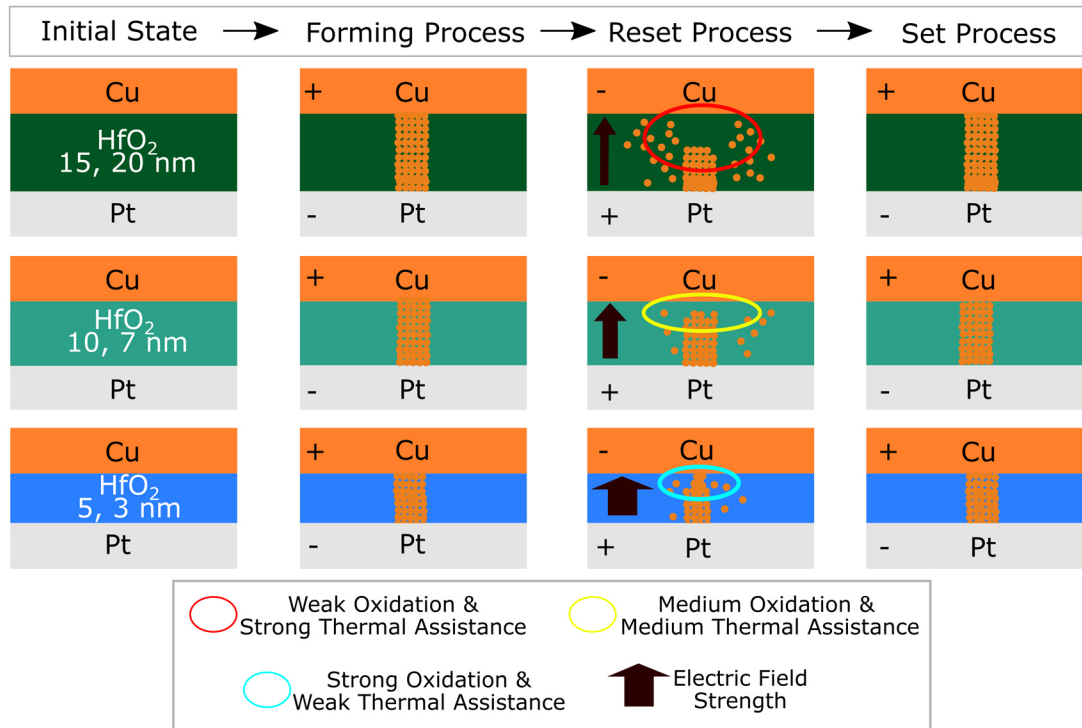 Initial State → Forming Process → Reset Process → Set Process
Cu
HfO₂
15, 20 nm
Pt
+ Cu
- Pt
- Cu
+ Pt
+ Cu
- Pt
Cu
HfO₂
10, 7 nm
Pt
+ Cu
- Pt
- Cu
+ Pt
+ Cu
- Pt
Cu
HfO₂
5, 3 nm
Pt
+ Cu
- Pt
- Cu
+ Pt
+ Cu
- Pt
Weak Oxidation &
Strong Thermal Assistance
Medium Oxidation &
Medium Thermal Assistance
Strong Oxidation &
Weak Thermal Assistance
Electric Field
Strength